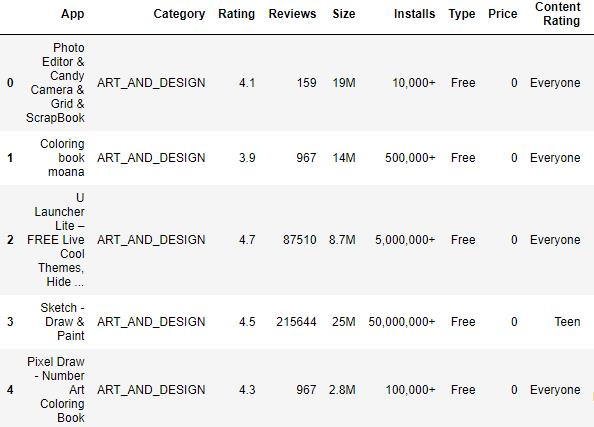 App Category Rating Reviews Size Installs Type Price Content Rating
0 Photo Editor & Candy Camera & Grid & ScrapBook ART_AND_DESIGN 4.1 159 19M 10,000+ Free 0 Everyone
1 Coloring book moana ART_AND_DESIGN 3.9 967 14M 500,000+ Free 0 Everyone
2 U Launcher Lite – FREE Live Cool Themes, Hide ... ART_AND_DESIGN 4.7 87510 8.7M 5,000,000+ Free 0 Everyone
3 Sketch - Draw & Paint ART_AND_DESIGN 4.5 215644 25M 50,000,000+ Free 0 Teen
4 Pixel Draw - Number Art Coloring Book ART_AND_DESIGN 4.3 967 2.8M 100,000+ Free 0 Everyone